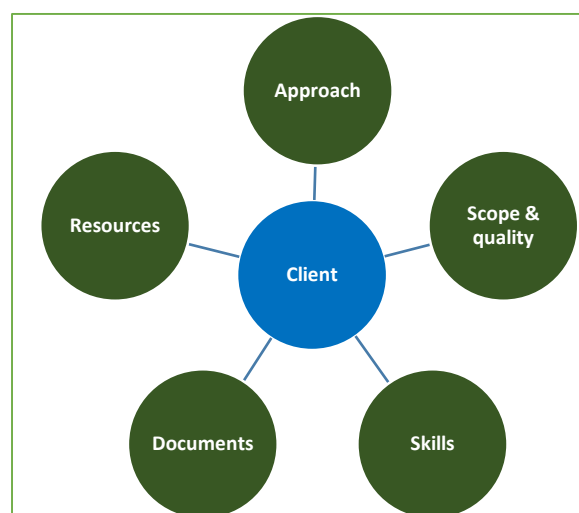 Approach
Resources
Scope &
quality
Client
Documents
Skills